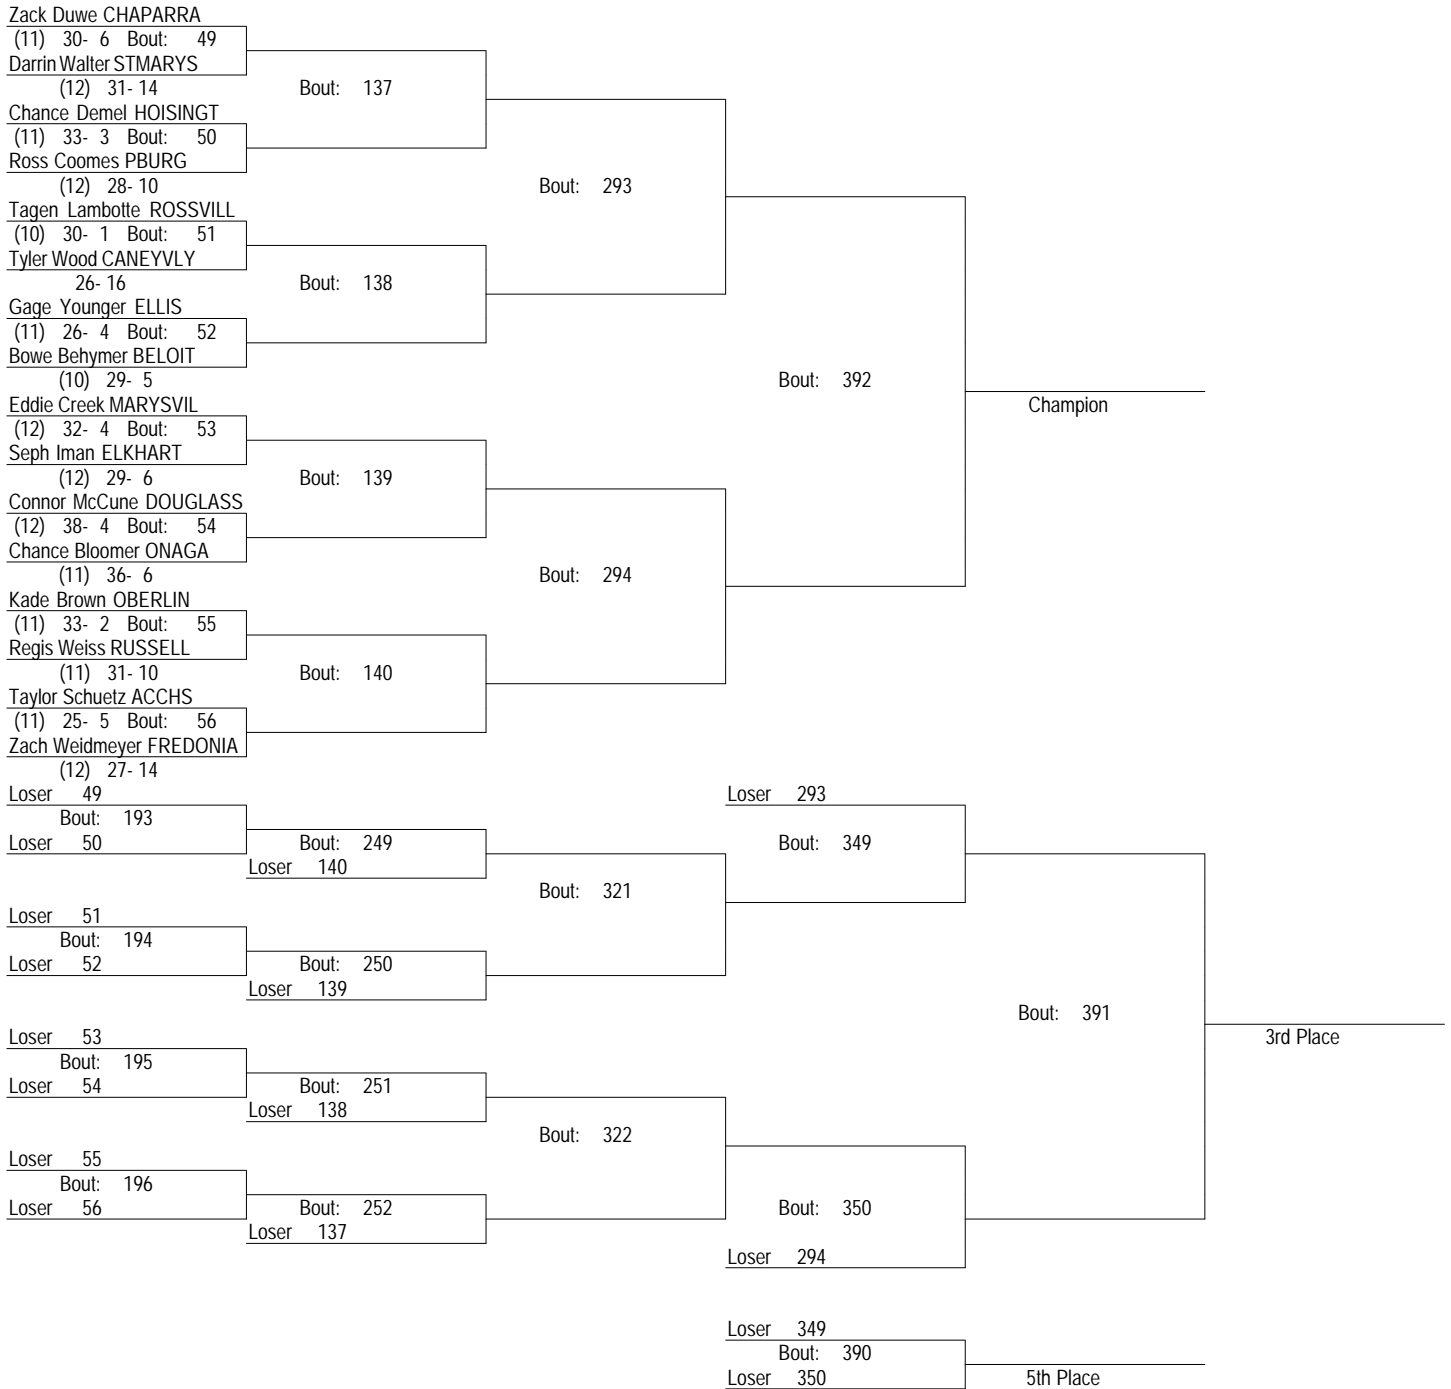 Zack Duwe CHAPARRA
(11) 30- 6 Bout: 49
Darrin Walter STMARYS
(12) 31- 14 Bout: 137
Chance Demel HOISINGT
(11) 33- 3 Bout: 50
Ross Coomes PBURG
(12) 28- 10 Bout: 293
Tagen Lambotte ROSSVILL
(10) 30- 1 Bout: 51
Tyler Wood CANEYVLY
26- 16 Bout: 138
Gage Younger ELLIS
(11) 26- 4 Bout: 52
Bowe Behymer BELOIT
(10) 29- 5 Bout: 392
Eddie Creek MARYSVIL Champion
(12) 32- 4 Bout: 53
Seph Iman ELKHART
(12) 29- 6 Bout: 139
Connor McCune DOUGLASS
(12) 38- 4 Bout: 54
Chance Bloomer ONAGA
(11) 36- 6 Bout: 294
Kade Brown OBERLIN
(11) 33- 2 Bout: 55
Regis Weiss RUSSELL
(11) 31- 10 Bout: 140
Taylor Schuetz ACCHS
(11) 25- 5 Bout: 56
Zach Weidmeyer FREDONIA
(12) 27- 14
Loser 49 Loser 293
Bout: 193
Loser 50 Bout: 249 Bout: 349
Loser 140
Bout: 321
Loser 51
Bout: 194
Loser 52 Bout: 250
Loser 139
Bout: 391
Loser 53 3rd Place
Bout: 195
Loser 54 Bout: 251
Loser 138
Bout: 322
Loser 55
Bout: 196
Loser 56 Bout: 252 Bout: 350
Loser 137
Loser 294
Loser 349
Bout: 390
Loser 350 5th Place